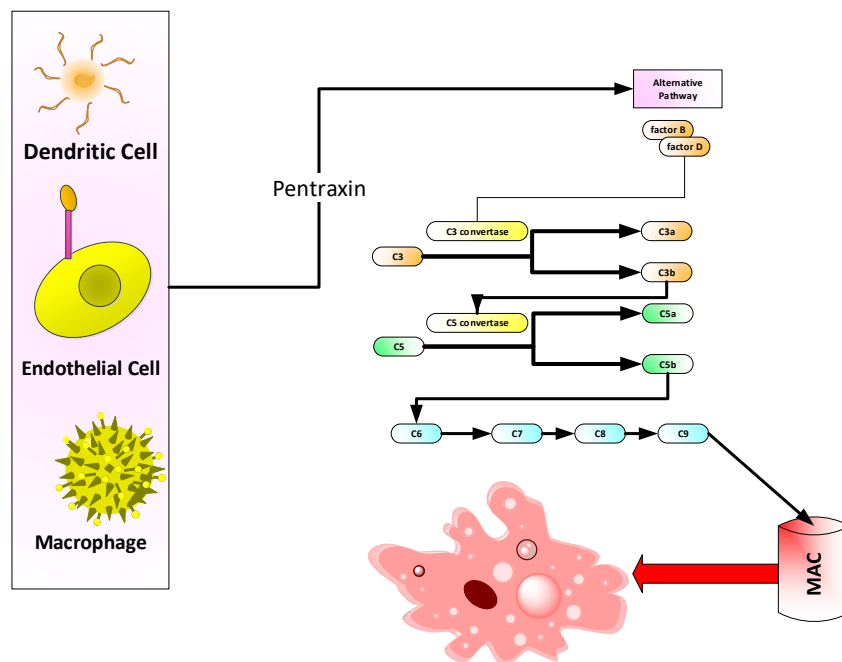 Dendritic Cell
Endothelial Cell
Macrophage
Pentraxin
Alternative
Pathway
factor B
factor D
C3 convertase
C3
C3a
C3b
C5 convertase
C5
C5a
C5b
C6
C7
C8
C9
MAC